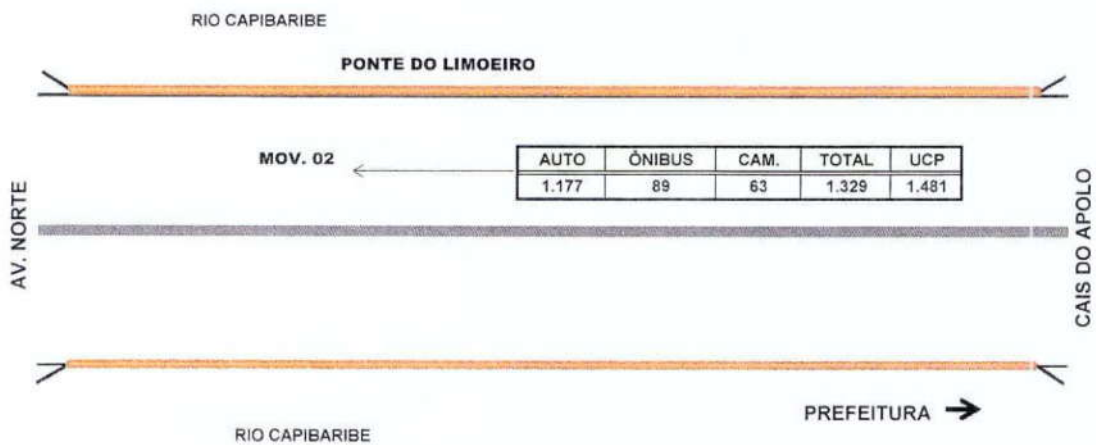 RIO CAPIBARIBE
PONTE DO LIMOEIRO
MOV. 02
AUTO ÔNIBUS CAM. TOTAL UCP
1.177 89 63 1.329 1.481
AV. NORTE
CAIS DO APOLO
PREFEITURA →
RIO CAPIBARIBE